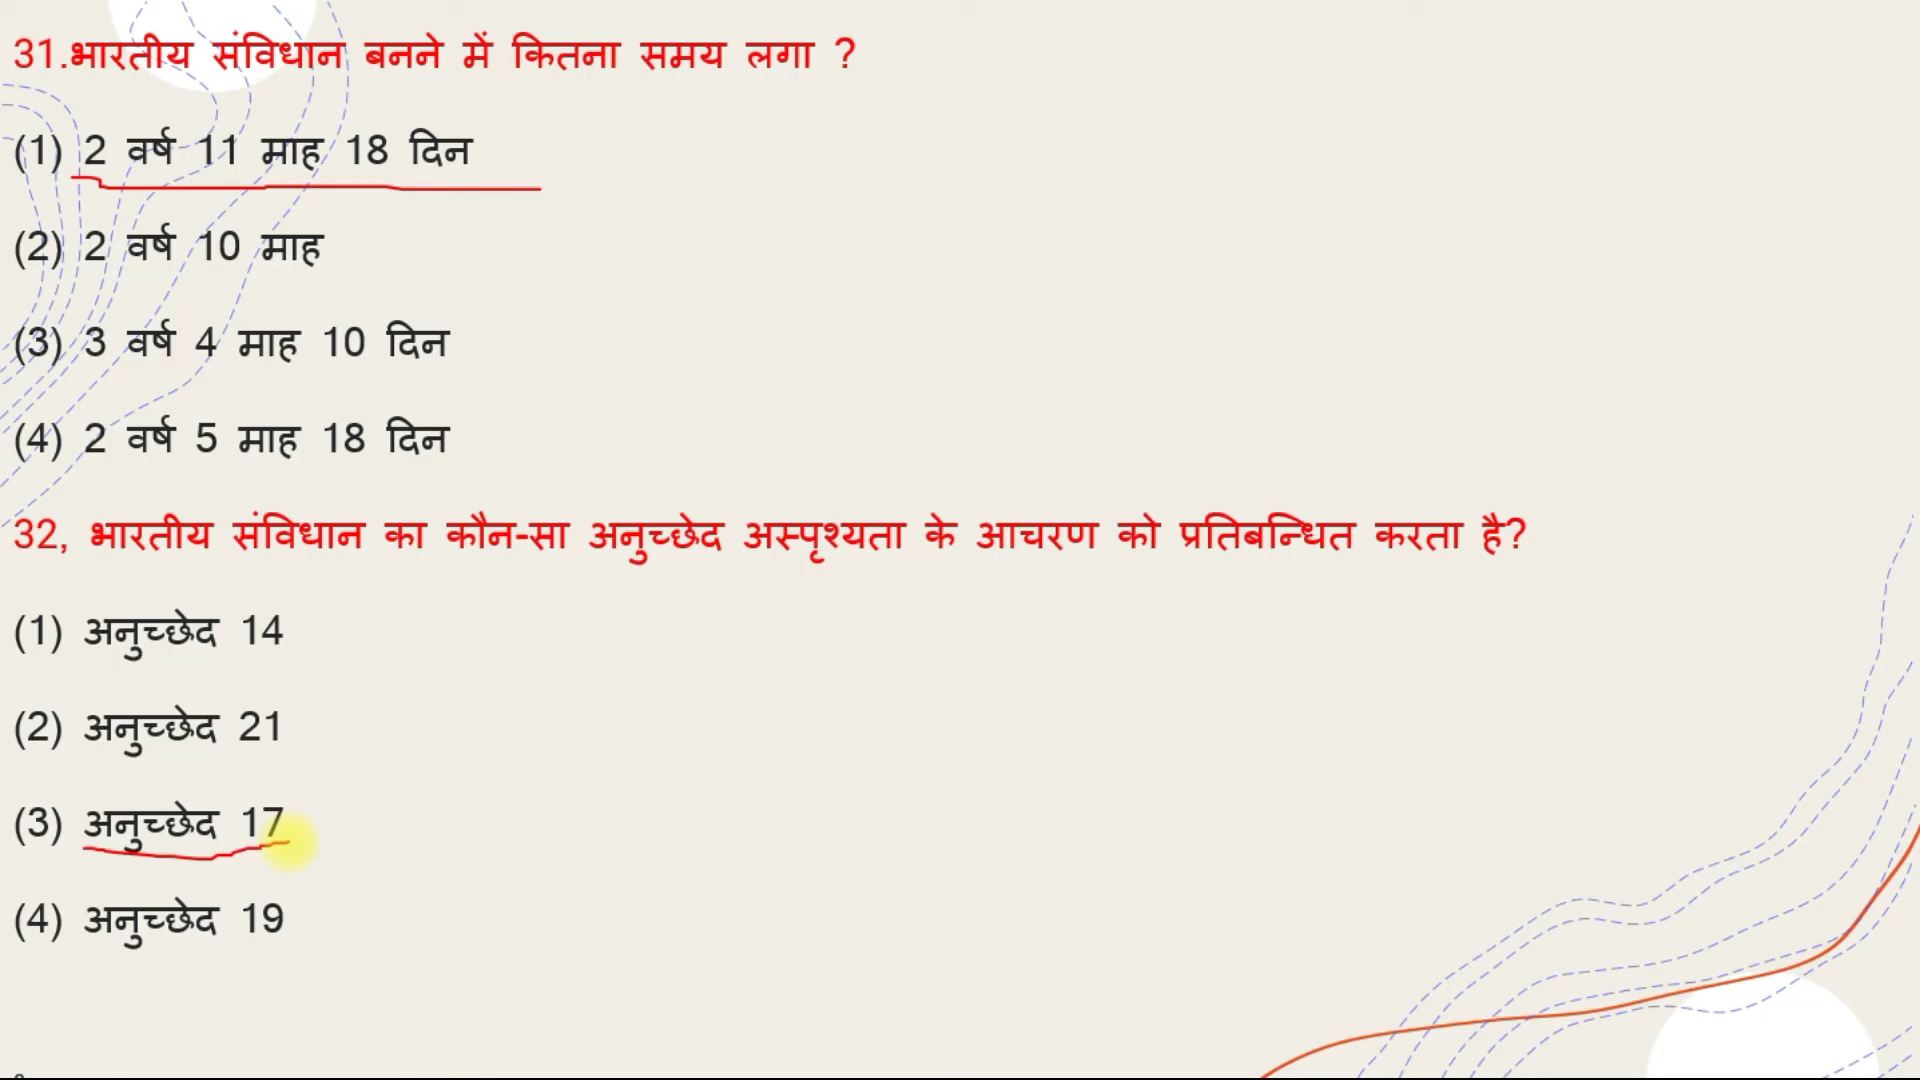 31.भारतीय संविधान बनने में कितना समय लगा ?
(1) 2 वर्ष 11 माह 18 दिन
(2) 2 वर्ष 10 माह
(3) 3 वर्ष 4 माह 10 दिन
(4) 2 वर्ष 5 माह 18 दिन
32, भारतीय संविधान का कौन-सा अनुच्छेद अस्पृश्यता के आचरण को प्रतिबन्धित करता है?
(1) अनुच्छेद 14
(2) अनुच्छेद 21
(3) अनुच्छेद 17
(4) अनुच्छेद 19